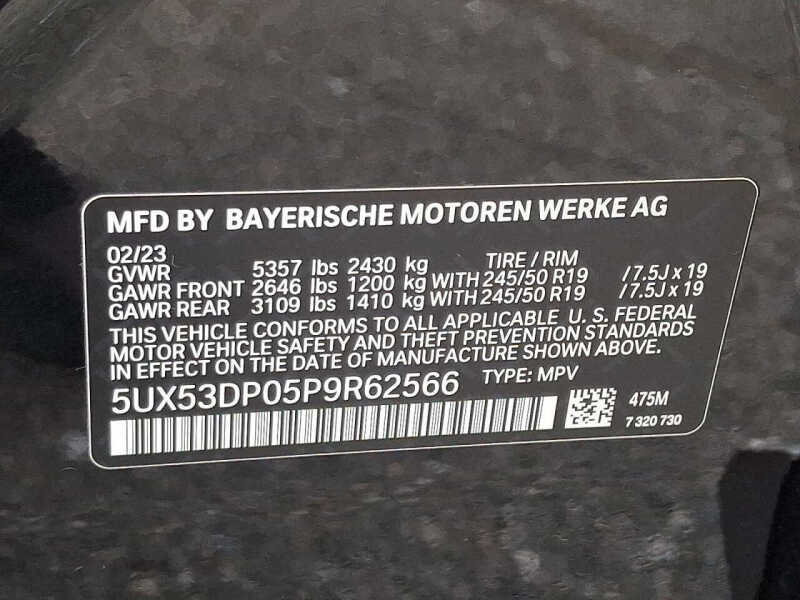 MFD BY BAYERISCHE MOTOREN WERKE AG
02/23
GVWR 5357 lbs 2430 kg TIRE / RIM
GAWR FRONT 2646 lbs 1200 kg WITH 245/50 R19 / 7.5J x 19
GAWR REAR 3109 lbs 1410 kg WITH 245/50 R19 / 7.5J x 19
THIS VEHICLE CONFORMS TO ALL APPLICABLE U. S. FEDERAL
MOTOR VEHICLE SAFETY AND THEFT PREVENTION STANDARDS
IN EFFECT ON THE DATE OF MANUFACTURE SHOWN ABOVE.
5UX53DP05P9R62566 TYPE: MPV
475M
7 320 730